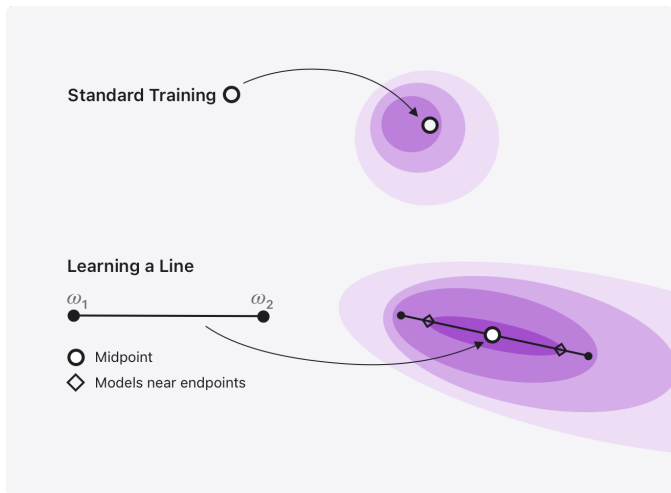 Standard Training
Learning a Line
ω1 ω2
Midpoint
Models near endpoints